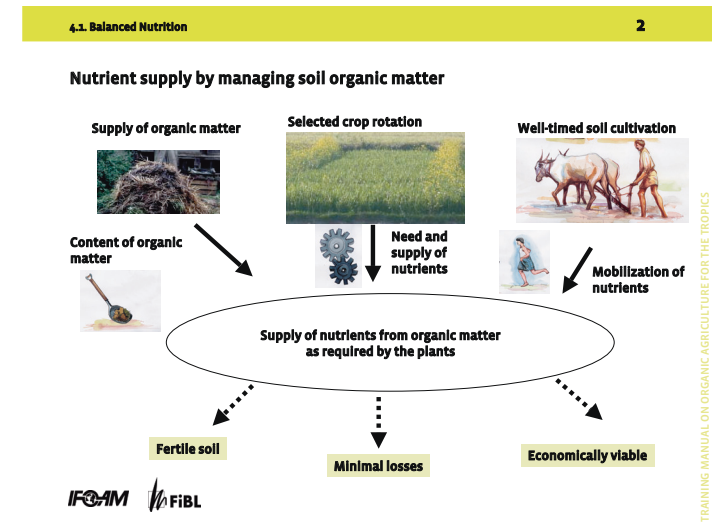 4.1. Balanced Nutrition
2
Nutrient supply by managing soil organic matter
Supply of organic matter
Selected crop rotation
Well-timed soil cultivation
Content of organic
matter
Need and
supply of
nutrients
Mobilization of
nutrients
Supply of nutrients from organic matter
as required by the plants
Fertile soil
Minimal losses
Economically viable
IFOAM
FiBL
TRAINING MANUAL ON ORGANIC AGRICULTURE FOR THE TROPICS